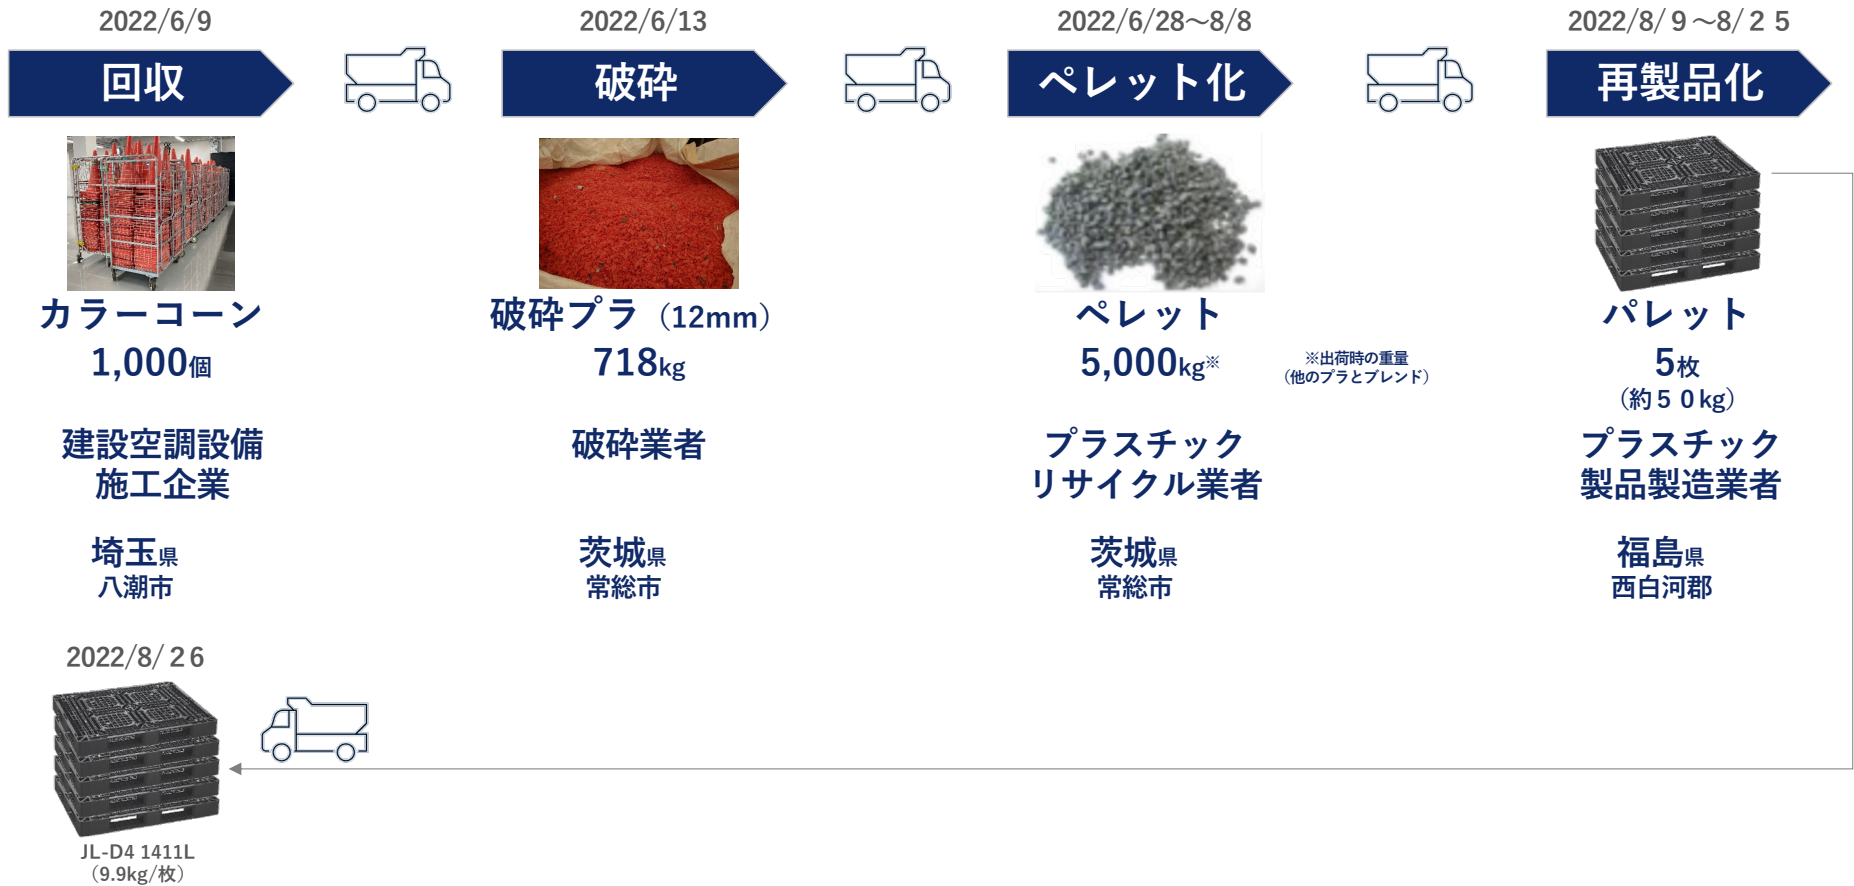 2022/6/9
2022/6/13
2022/6/28～8/8
2022/8/９～8/２５
回収
破砕
ペレット化
再製品化
カラーコーン
1,000個
破砕プラ（12mm）
718kg
ペレット
5,000kg※
※出荷時の重量
（他のプラとブレンド）
パレット
5枚
（約５０kg）
建設空調設備
施工企業
破砕業者
プラスチック
リサイクル業者
プラスチック
製品製造業者
埼玉県
八潮市
茨城県
常総市
茨城県
常総市
福島県
西白河郡
2022/8/２6
JL-D4 1411L
（9.9kg/枚）